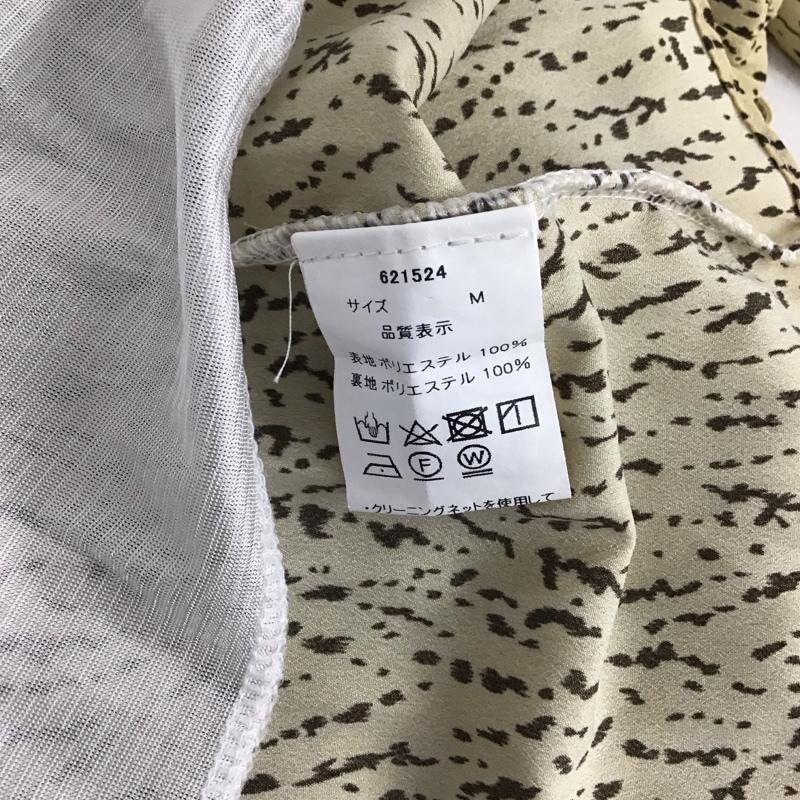 621524
サイズ M
品質表示
表地 ポリエステル 100%
裏地 ポリエステル 100%
F W
・クリーニングネットを使用して